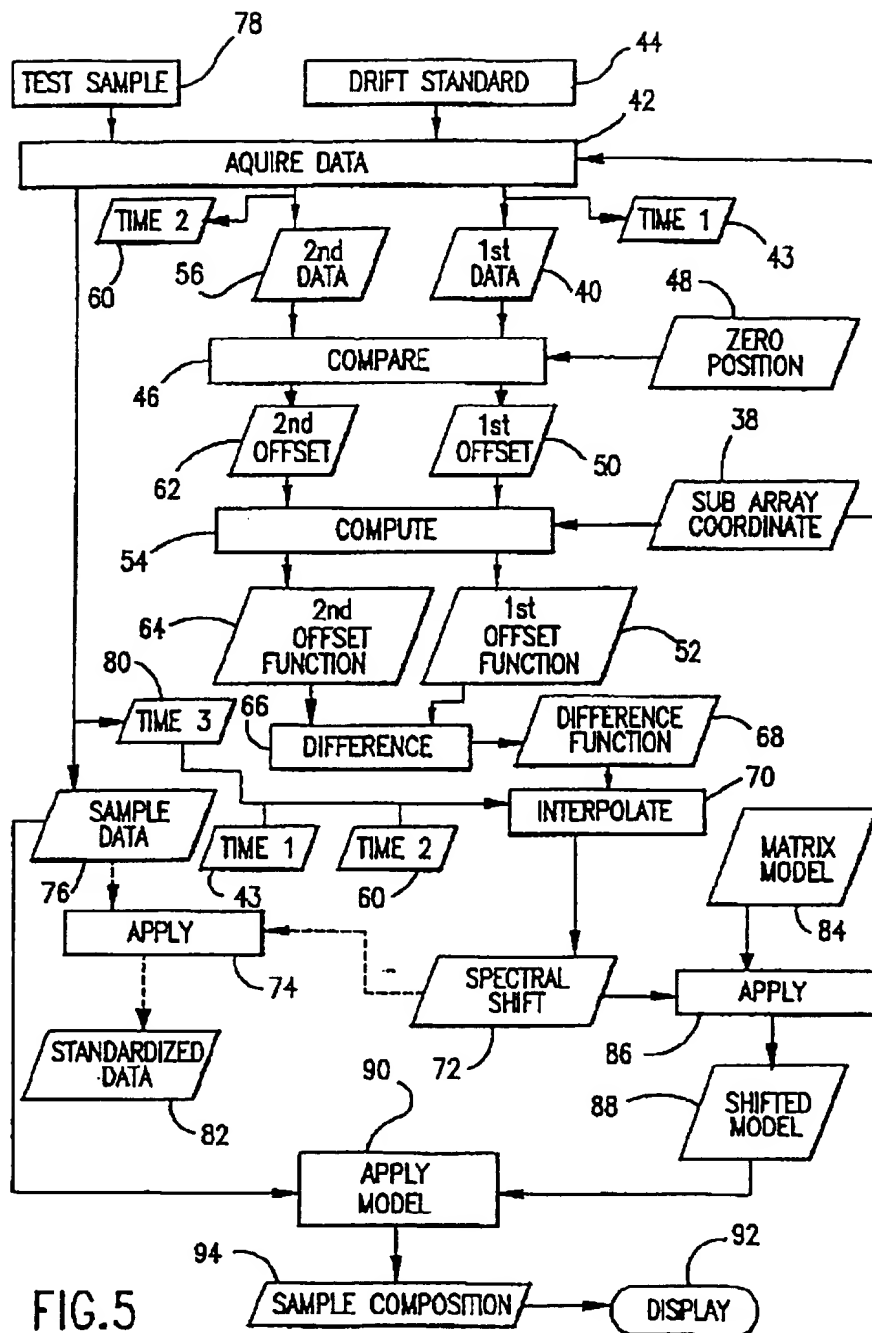 78
44
TEST SAMPLE
DRIFT STANDARD
42
AQUIRE DATA
TIME 2
TIME 1
60
43
2nd
DATA
1st
DATA
56
40
48
ZERO
POSITION
COMPARE
46
2nd
OFFSET
1st
OFFSET
62
50
38
SUB ARRAY
COORDINATE
COMPUTE
54
2nd
OFFSET
FUNCTION
1st
OFFSET
FUNCTION
64
52
80
TIME 3
66
DIFFERENCE
DIFFERENCE
FUNCTION
68
70
INTERPOLATE
SAMPLE
DATA
TIME 1
TIME 2
MATRIX
MODEL
76
43
60
84
APPLY
74
SPECTRAL
SHIFT
72
APPLY
86
STANDARDIZED
DATA
82
90
88
SHIFTED
MODEL
APPLY
MODEL
94
92
SAMPLE COMPOSITION
DISPLAY
FIG.5